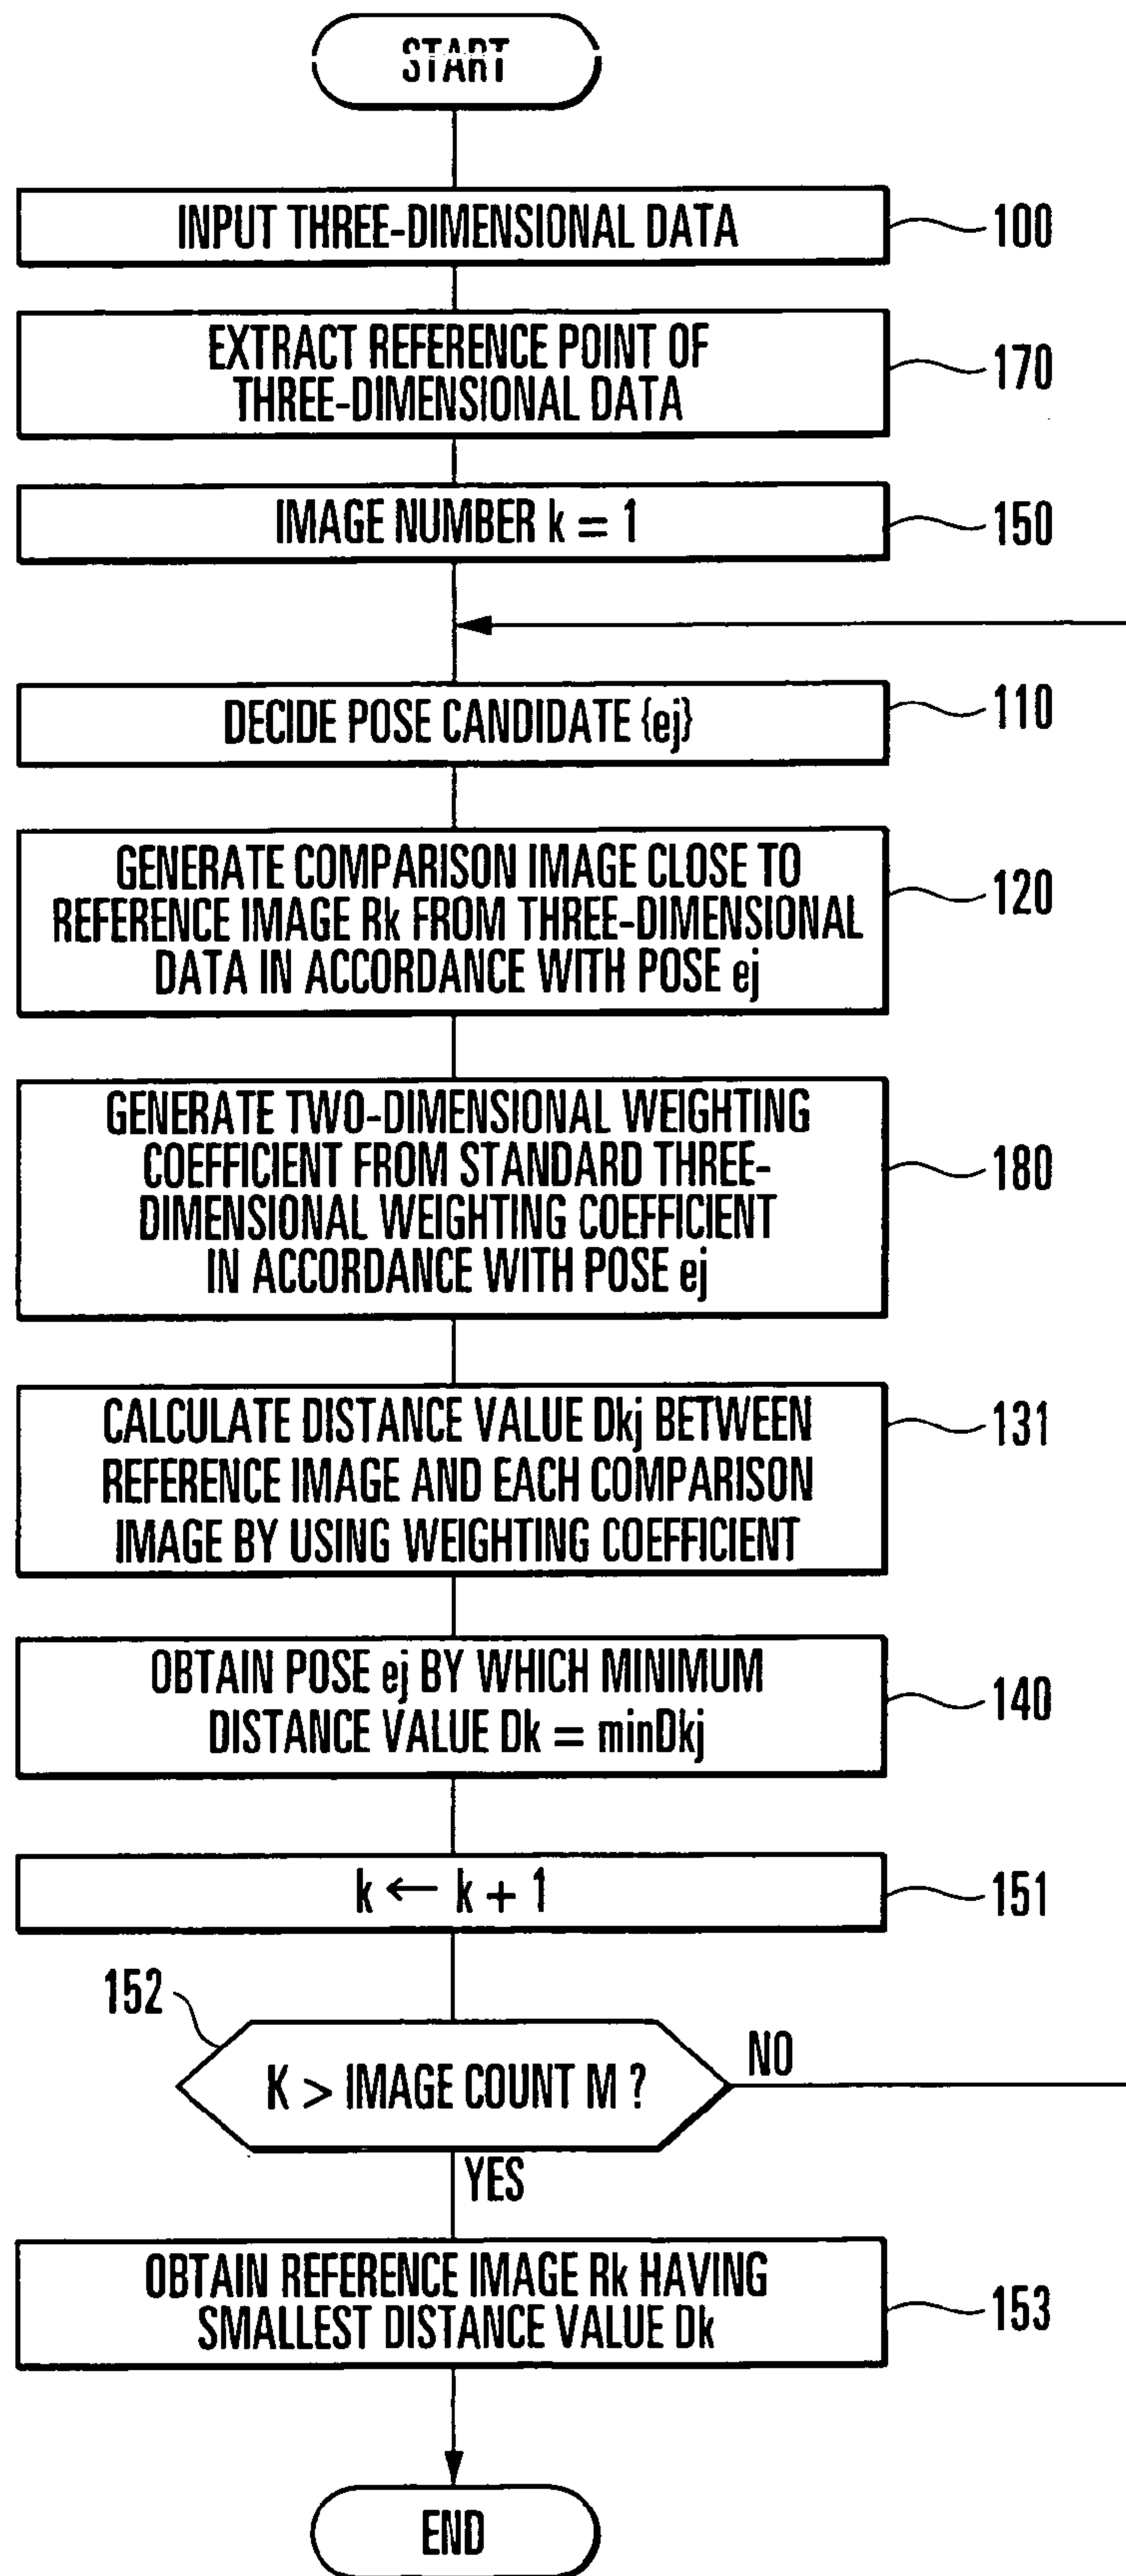 START
INPUT THREE-DIMENSIONAL DATA
100
EXTRACT REFERENCE POINT OF
THREE-DIMENSIONAL DATA
170
IMAGE NUMBER k = 1
150
DECIDE POSE CANDIDATE {ej}
110
GENERATE COMPARISON IMAGE CLOSE TO
REFERENCE IMAGE Rk FROM THREE-DIMENSIONAL
DATA IN ACCORDANCE WITH POSE ej
120
GENERATE TWO-DIMENSIONAL WEIGHTING
COEFFICIENT FROM STANDARD THREE-
DIMENSIONAL WEIGHTING COEFFICIENT
IN ACCORDANCE WITH POSE ej
180
CALCULATE DISTANCE VALUE Dkj BETWEEN
REFERENCE IMAGE AND EACH COMPARISON
IMAGE BY USING WEIGHTING COEFFICIENT
131
OBTAIN POSE ej BY WHICH MINIMUM
DISTANCE VALUE Dk = minDkj
140
k ← k + 1
151
152
K > IMAGE COUNT M ?
NO
YES
OBTAIN REFERENCE IMAGE Rk HAVING
SMALLEST DISTANCE VALUE Dk
153
END